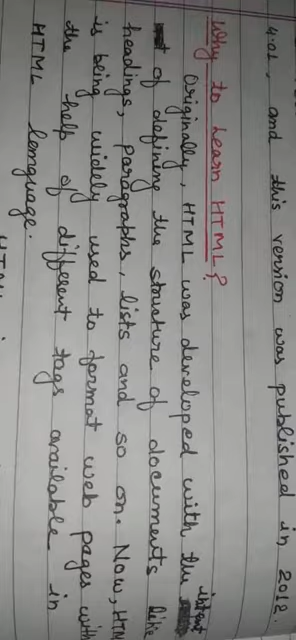 4.01, and this version was published in 2012.
Why to Learn HTML?
Originally, HTML was developed with the intent
of defining the structure of documents like
headings, paragraphs, lists and so on. Now, HTM
is being widely used to format web pages with
the help of different tags available in
HTML lemguage.